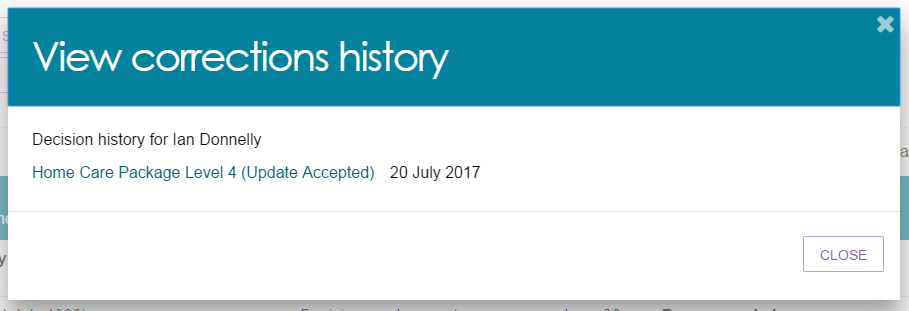 View corrections history
Decision history for Ian Donnelly
Home Care Package Level 4 (Update Accepted) 20 July 2017
CLOSE